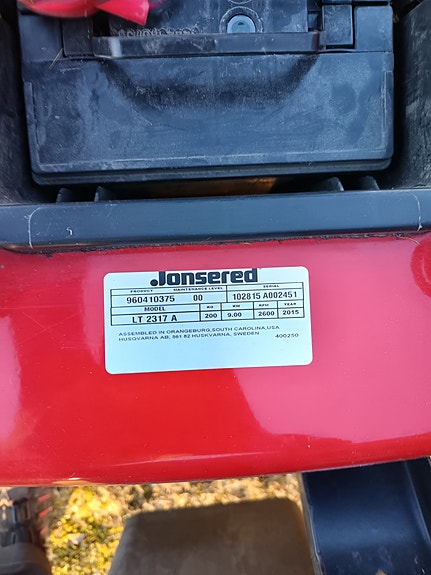 Jonsered
PRODUCT MAINTENANCE LEVEL SERIAL
960410375 00 102815 A002451
MODEL KG KW RPM YEAR
LT 2317 A 200 9.00 2600 2015
ASSEMBLED IN ORANGEBURG,SOUTH CAROLINA,USA
HUSQVARNA AB, 561 82 HUSKVARNA, SWEDEN 400250